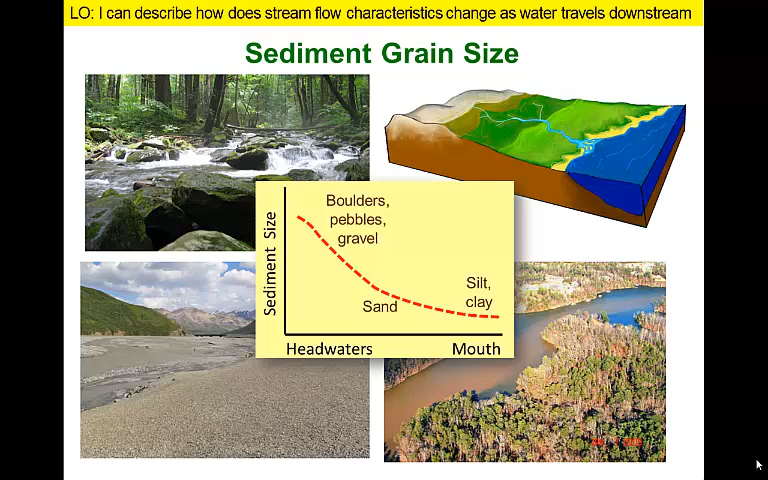 LO: I can describe how does stream flow characteristics change as water travels downstream
Sediment Grain Size
Boulders,
pebbles,
gravel
Sediment Size
Sand
Silt,
clay
Headwaters
Mouth